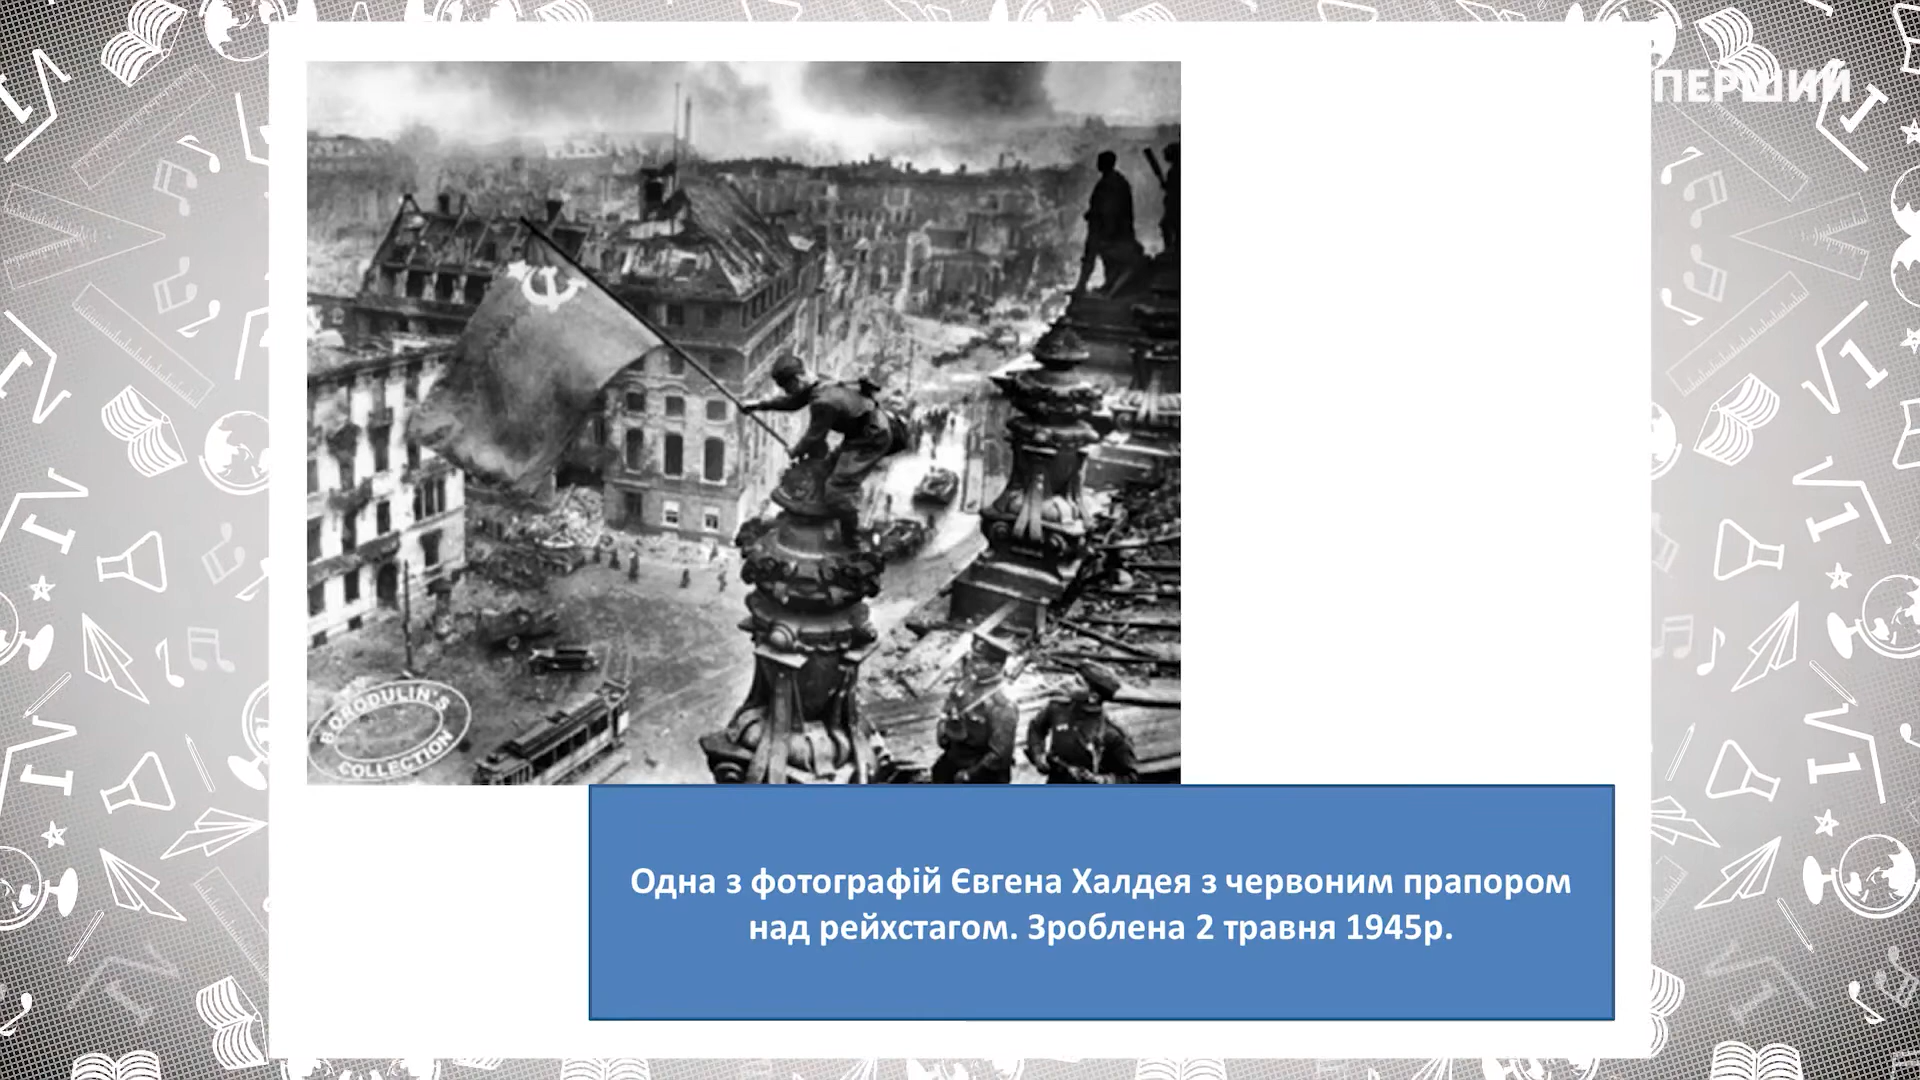 ПЕРШИЙ
BORODULIN'S
COLLECTION
Одна з фотографій Євгена Халдея з червоним прапором
над рейхстагом. Зроблена 2 травня 1945р.